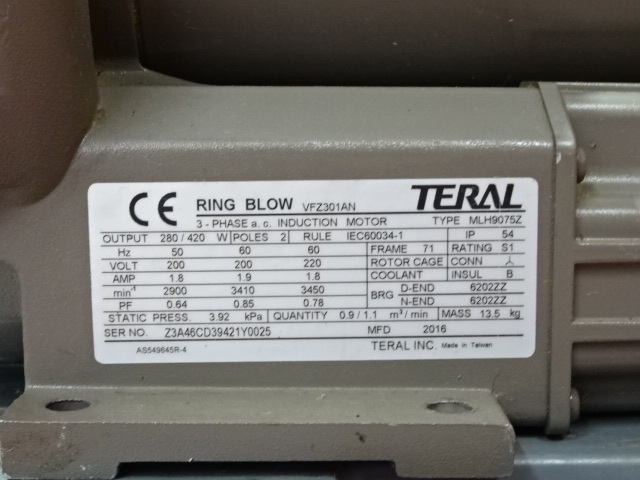 CE RING BLOW VFZ301AN TERAL
3 - PHASE a. c. INDUCTION MOTOR TYPE MLH9075Z
OUTPUT 280 / 420 W POLES 2 RULE IEC60034-1 IP 54
Hz 50 60 60 FRAME 71 RATING S1
VOLT 200 200 220 ROTOR CAGE CONN 人
AMP 1.8 1.9 1.8 COOLANT INSUL B
min⁻¹ 2900 3410 3450 BRG D-END 6202ZZ
PF 0.64 0.85 0.78 N-END 6202ZZ
STATIC PRESS. 3.92 kPa QUANTITY 0.9 / 1.1 m³/min MASS 13.5 kg
SER NO. Z3A46CD39421Y0025 MFD 2016
AS549645R-4 TERAL INC. Made in Taiwan